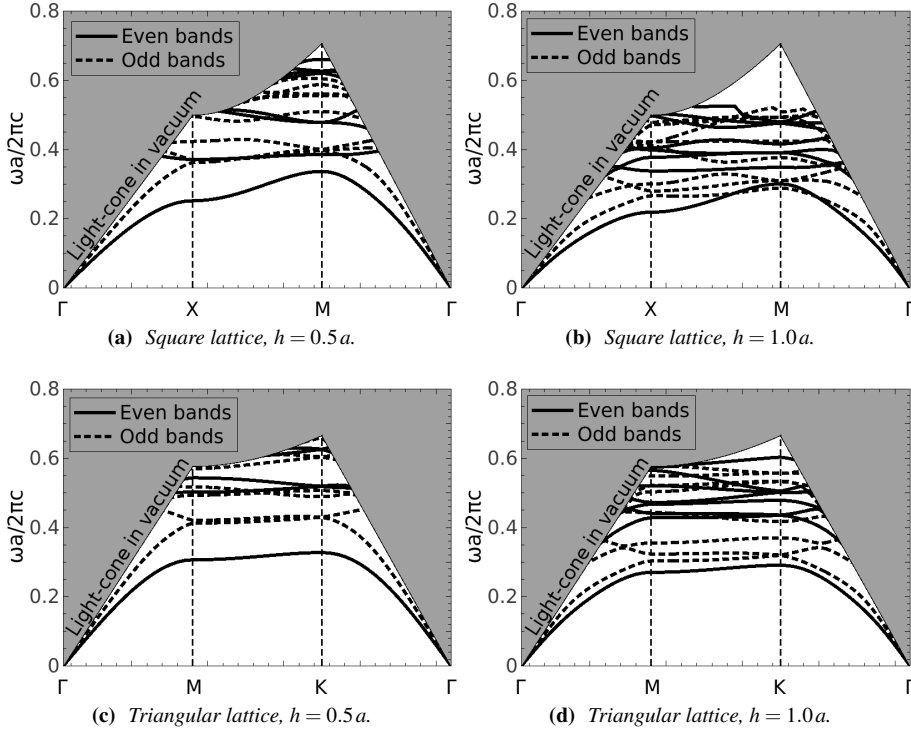 0.8
0.6
0.4
0.2
0
ωa/2πc
Even bands
Odd bands
Light-cone in vacuum
Γ X M Γ
(a) Square lattice, h = 0.5a.
0.8
0.6
0.4
0.2
0
ωa/2πc
Even bands
Odd bands
Light-cone in vacuum
Γ X M Γ
(b) Square lattice, h = 1.0a.
0.8
0.6
0.4
0.2
0
ωa/2πc
Even bands
Odd bands
Light-cone in vacuum
Γ M K Γ
(c) Triangular lattice, h = 0.5a.
0.8
0.6
0.4
0.2
0
ωa/2πc
Even bands
Odd bands
Light-cone in vacuum
Γ M K Γ
(d) Triangular lattice, h = 1.0a.